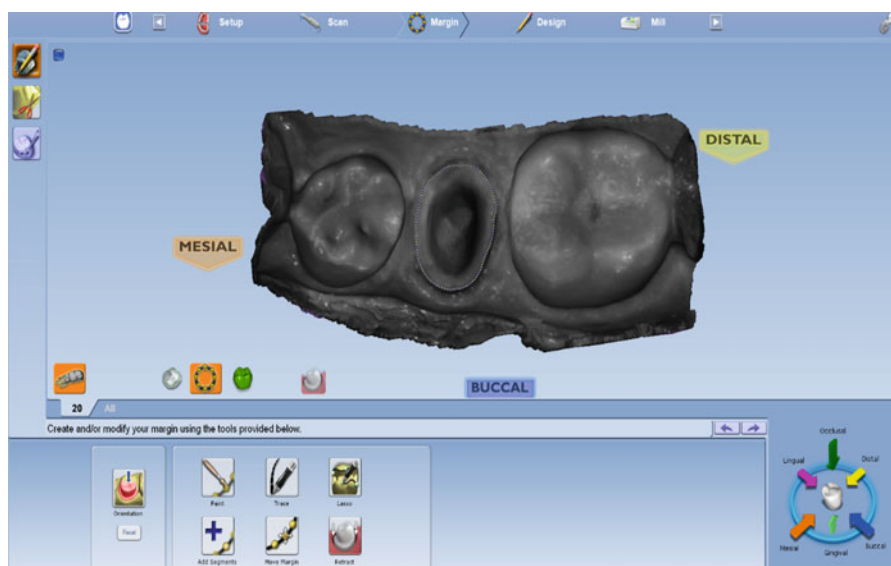 Setup
Scan
Margin
Design
Mill
DISTAL
MESIAL
BUCCAL
20 All
Create and/or modify your margin using the tools provided below.
Orientation
Reset
Paint
Trace
Lasso
Add Segments
Move Margin
Retract
Occlusal
Lingual
Distal
Mesial
Gingival
Buccal